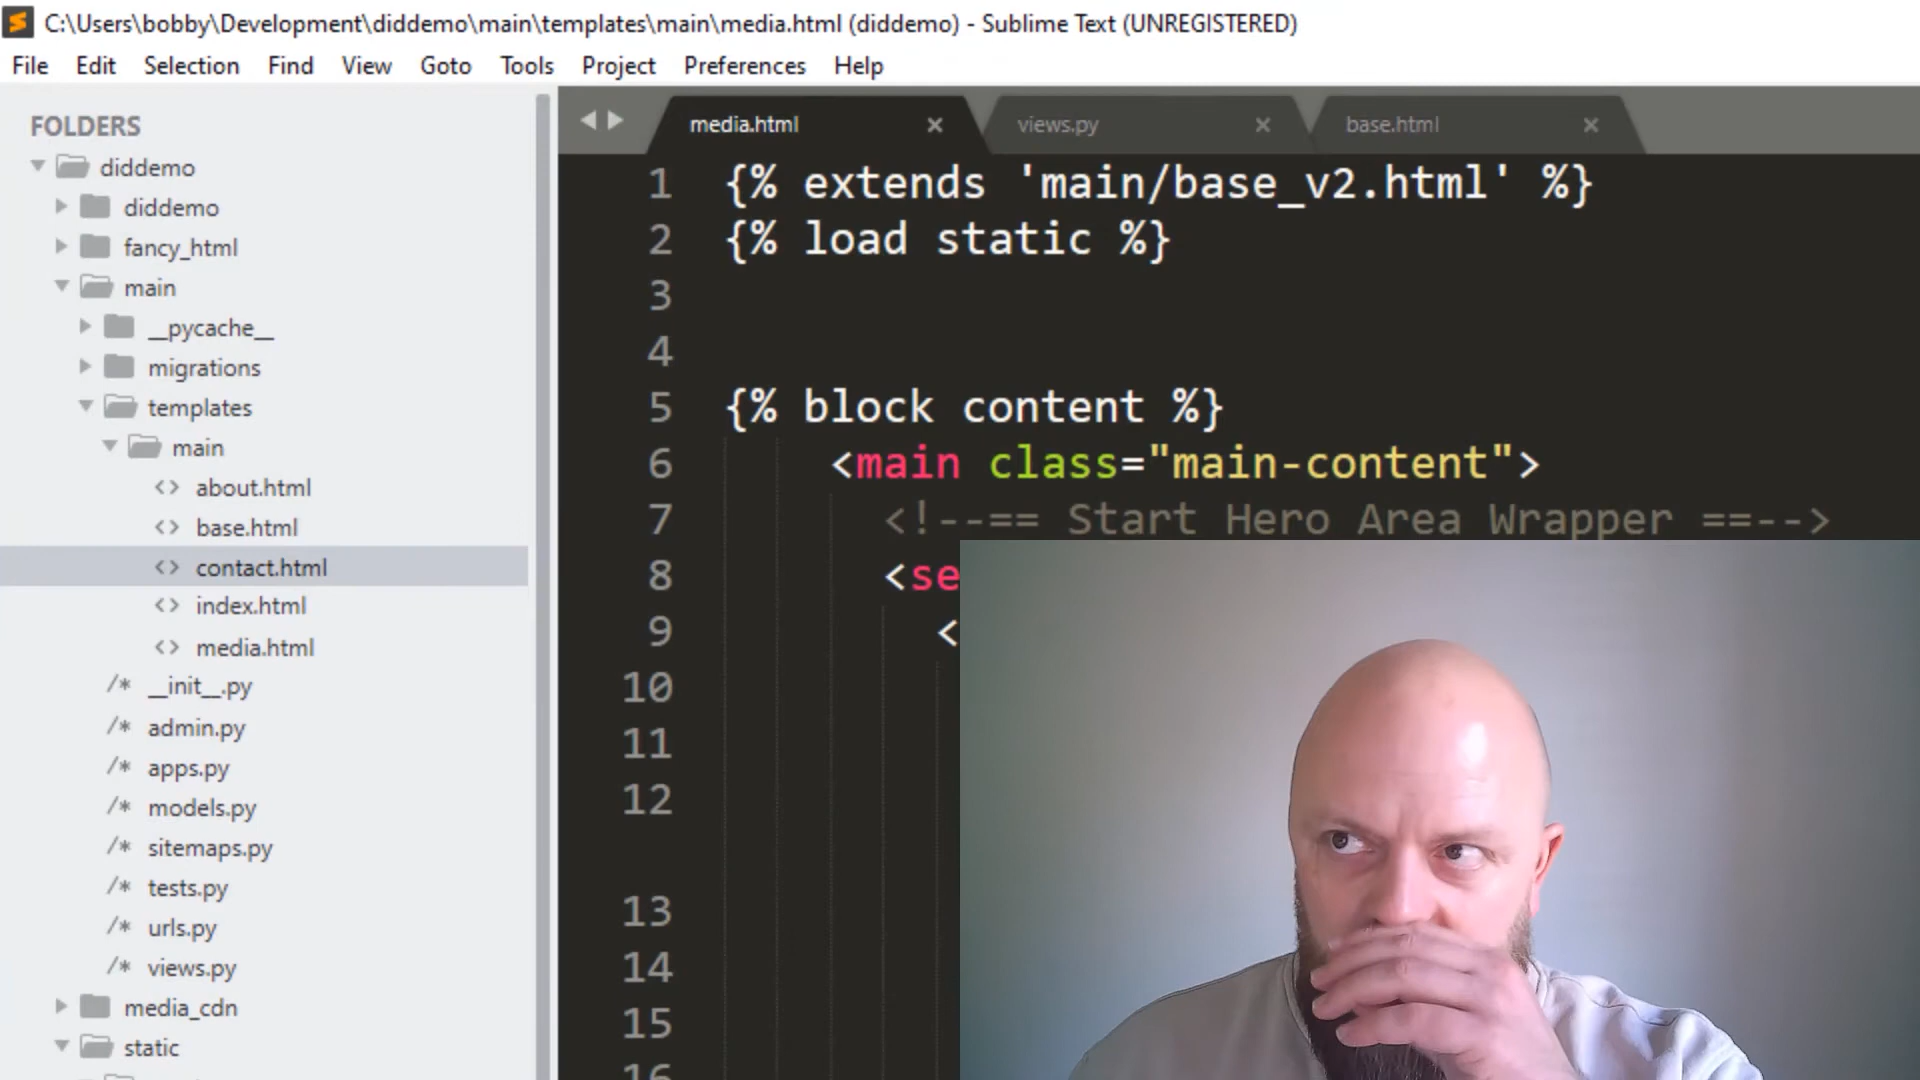 C:\Users\bobby\Development\diddemo\main\templates\main\media.html (diddemo) - Sublime Text (UNREGISTERED)
File Edit Selection Find View Goto Tools Project Preferences Help
FOLDERS
diddemo
diddemo
fancy_html
main
__pycache__
migrations
templates
main
<> about.html
<> base.html
<> contact.html
<> index.html
<> media.html
/* __init__.py
/* admin.py
/* apps.py
/* models.py
/* sitemaps.py
/* tests.py
/* urls.py
/* views.py
media_cdn
static
media.html × views.py × base.html ×
1 {% extends 'main/base_v2.html' %}
2 {% load static %}
3
4
5 {% block content %}
6 <main class="main-content">
7 <!--== Start Hero Area Wrapper ==-->
8 <se
9 <
10
11
12
13
14
15
16